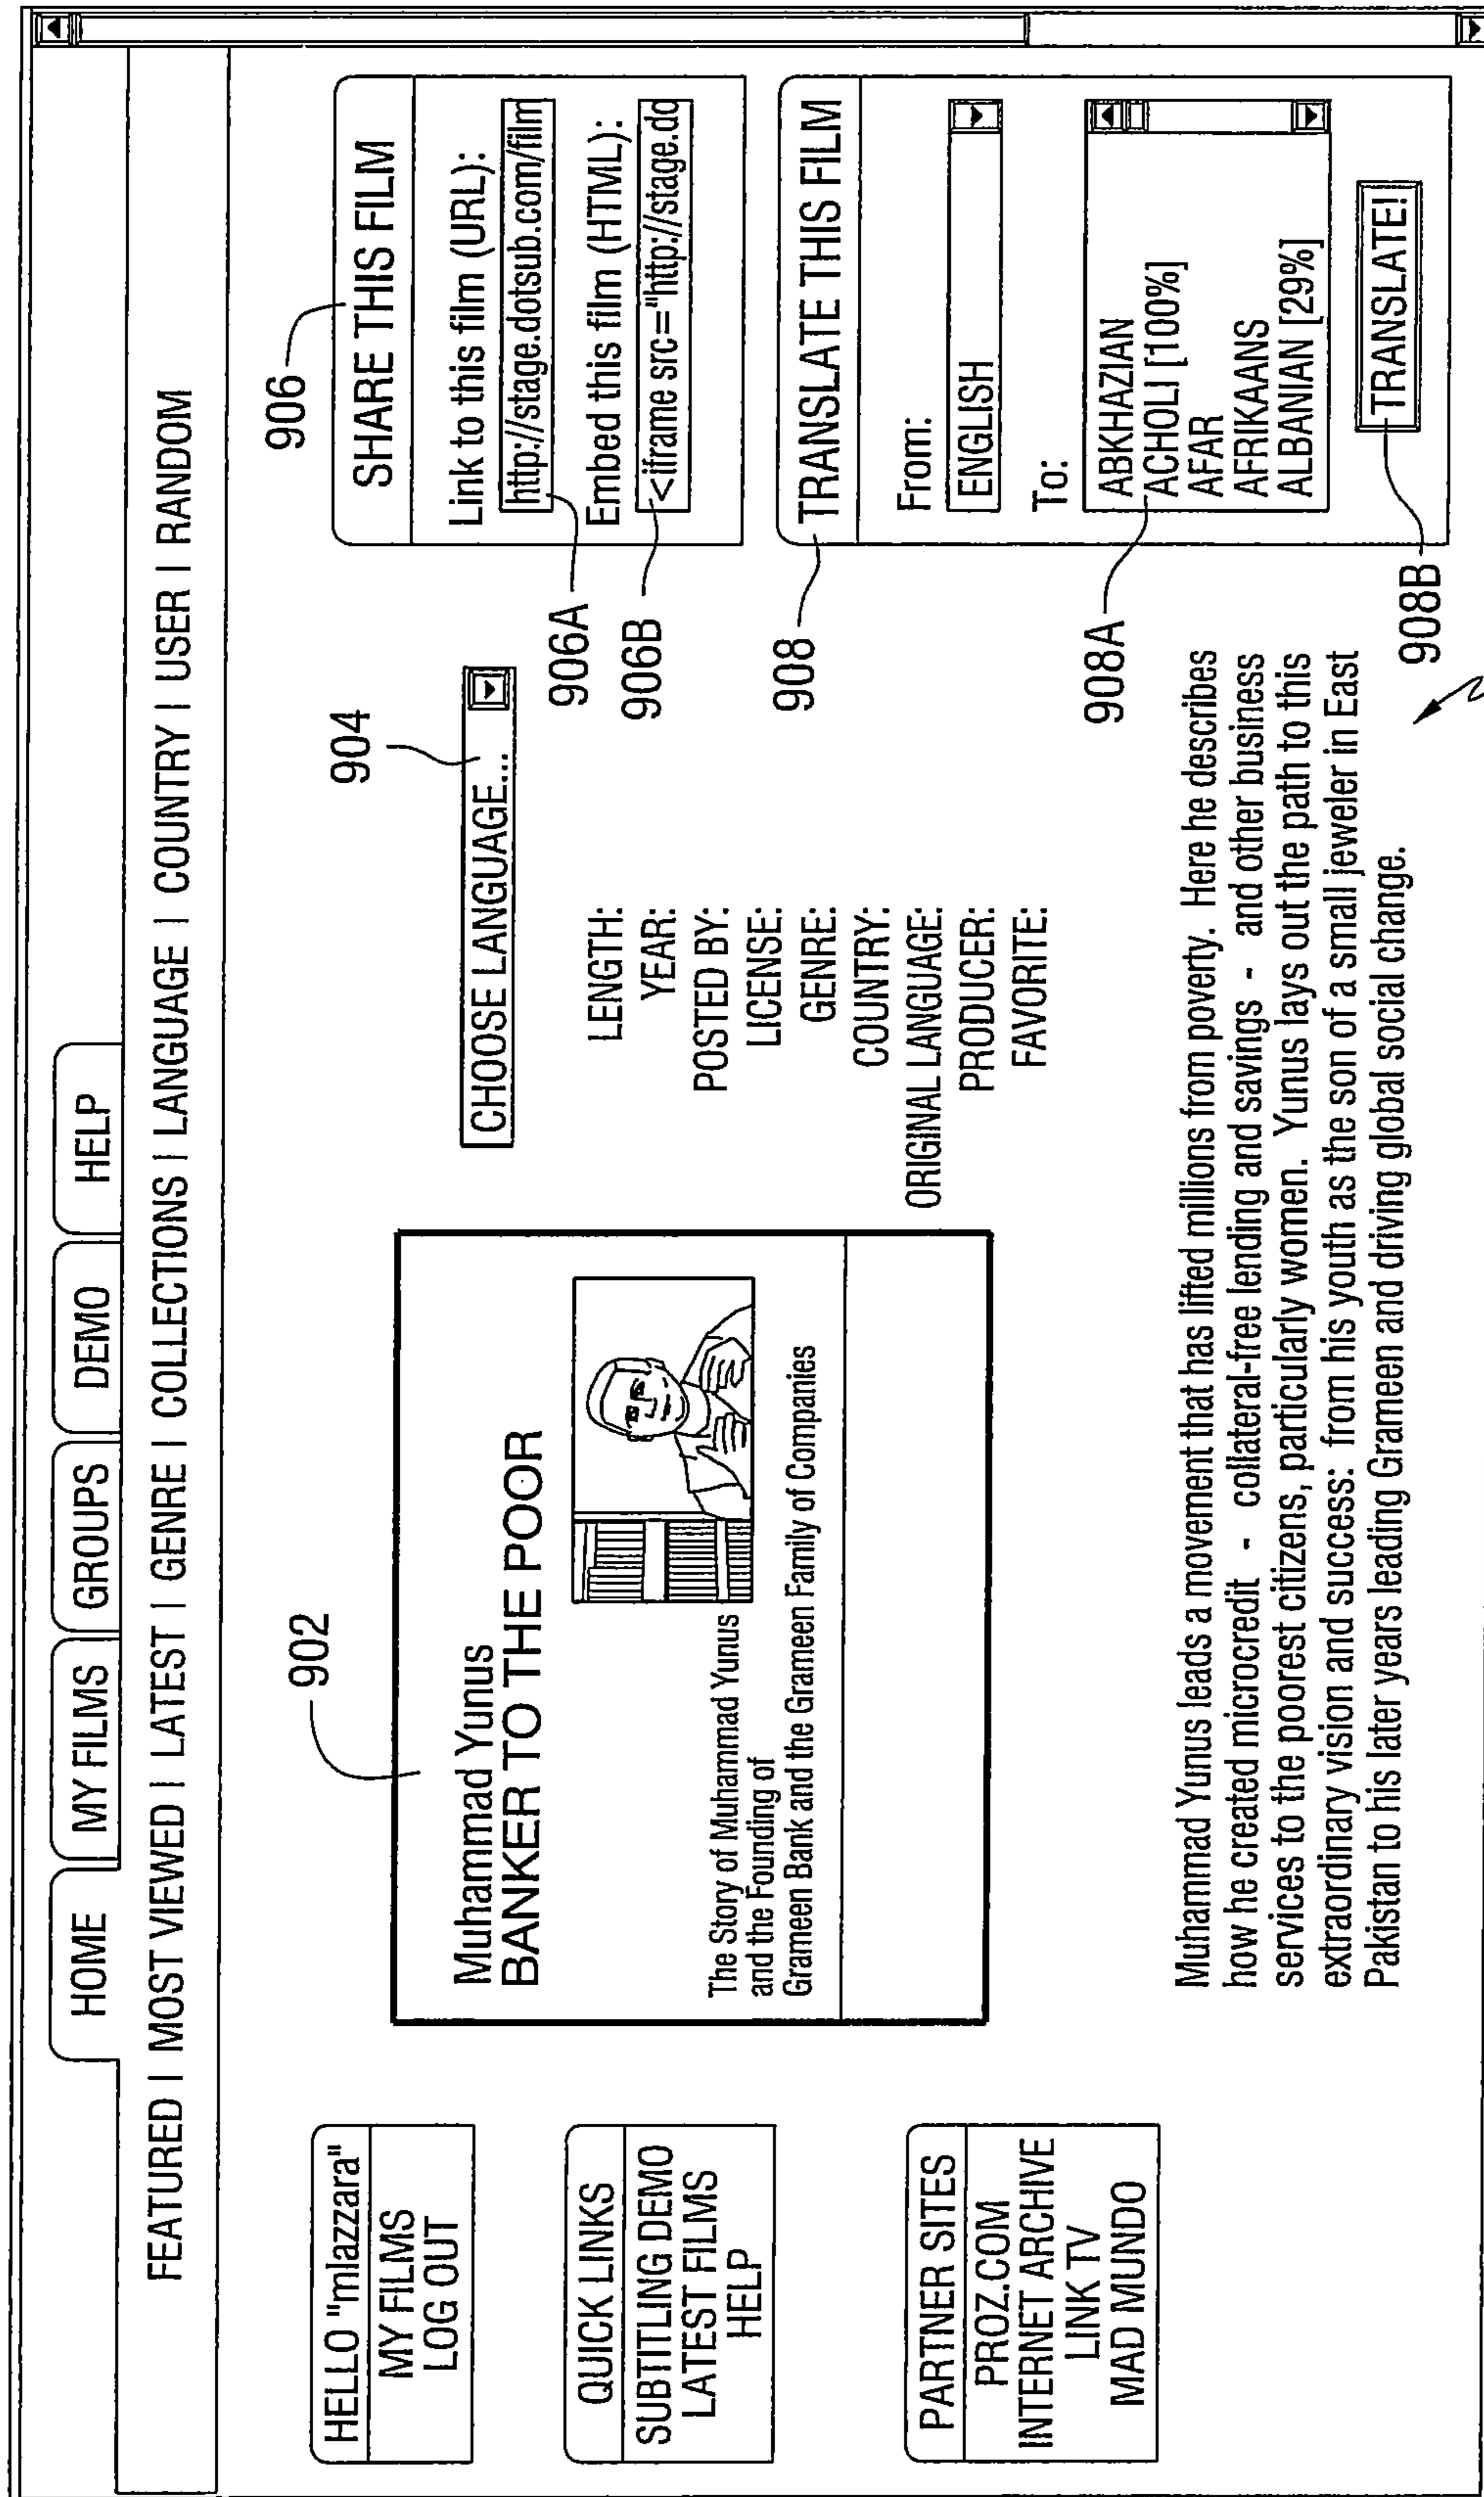 HOME
MY FILMS
GROUPS
DEMO
HELP
FEATURED | MOST VIEWED | LATEST | GENRE | COLLECTIONS | LANGUAGE | COUNTRY | USER | RANDOM
HELLO "mlazzara"
MY FILMS
LOG OUT
QUICK LINKS
SUBTITLING DEMO
LATEST FILMS
HELP
PARTNER SITES
PROZ.COM
INTERNET ARCHIVE
LINK TV
MAD MUNDO
902
Muhammad Yunus
BANKER TO THE POOR
The Story of Muhammad Yunus
and the Founding of
Grameen Bank and the Grameen Family of Companies
904
CHOOSE LANGUAGE...
LENGTH:
YEAR:
POSTED BY:
LICENSE:
GENRE:
COUNTRY:
ORIGINAL LANGUAGE:
PRODUCER:
FAVORITE:
Muhammad Yunus leads a movement that has lifted millions from poverty. Here he describes
how he created microcredit - collateral-free lending and savings - and other business
services to the poorest citizens, particularly women. Yunus lays out the path to this
extraordinary vision and success: from his youth as the son of a small jeweler in East
Pakistan to his later years leading Grameen and driving global social change.
906
SHARE THIS FILM
Link to this film (URL):
http://stage.dotsub.com/film
906A
Embed this film (HTML):
<iframe src="http://stage.do
906B
908
TRANSLATE THIS FILM
From:
ENGLISH
To:
ABKHAZIAN
ACHOLI [100%]
AFAR
AFRIKAANS
ALBANIAN [29%]
908A
TRANSLATE!
908B